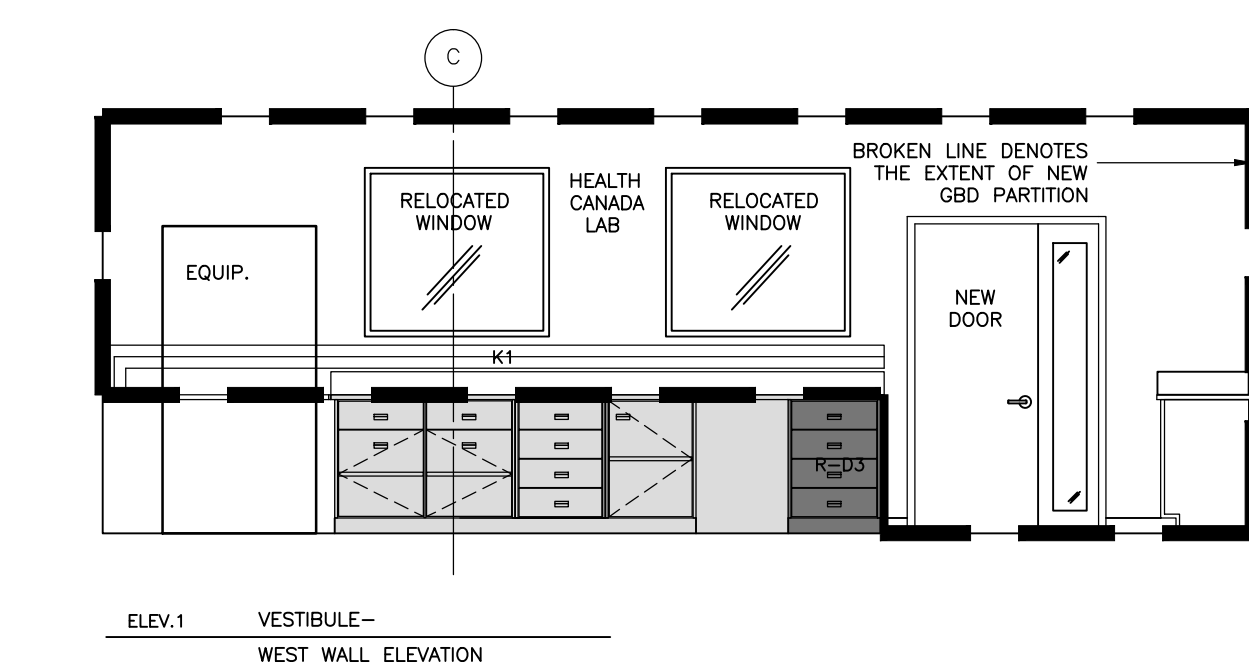 C
BROKEN LINE DENOTES
THE EXTENT OF NEW
GBD PARTITION
RELOCATED
WINDOW
HEALTH
CANADA
LAB
RELOCATED
WINDOW
EQUIP.
NEW
DOOR
K1
R-D3
ELEV.1 VESTIBULE-
WEST WALL ELEVATION